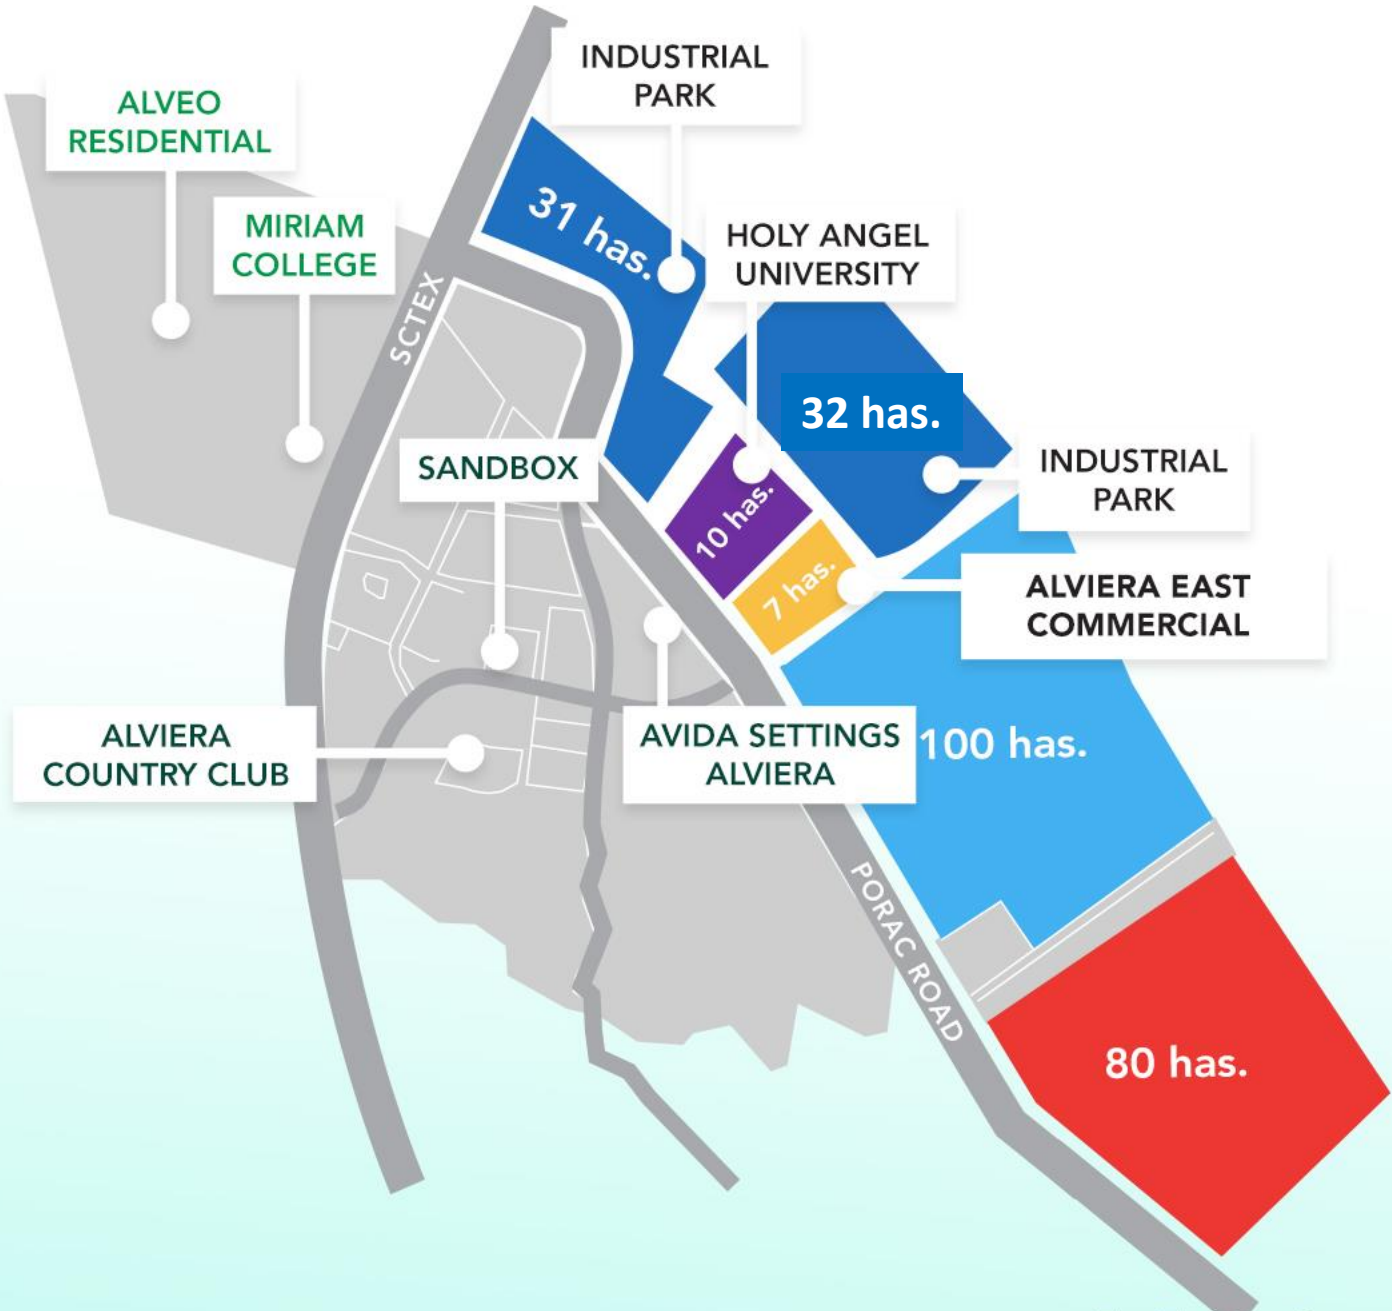 INDUSTRIAL
PARK
ALVEO
RESIDENTIAL
31 has.
MIRIAM
COLLEGE
HOLY ANGEL
UNIVERSITY
SCTEX
32 has.
SANDBOX
INDUSTRIAL
PARK
10 has.
7 has.
ALVIERA EAST
COMMERCIAL
ALVIERA
COUNTRY CLUB
AVIDA SETTINGS
ALVIERA
100 has.
PORAC ROAD
80 has.